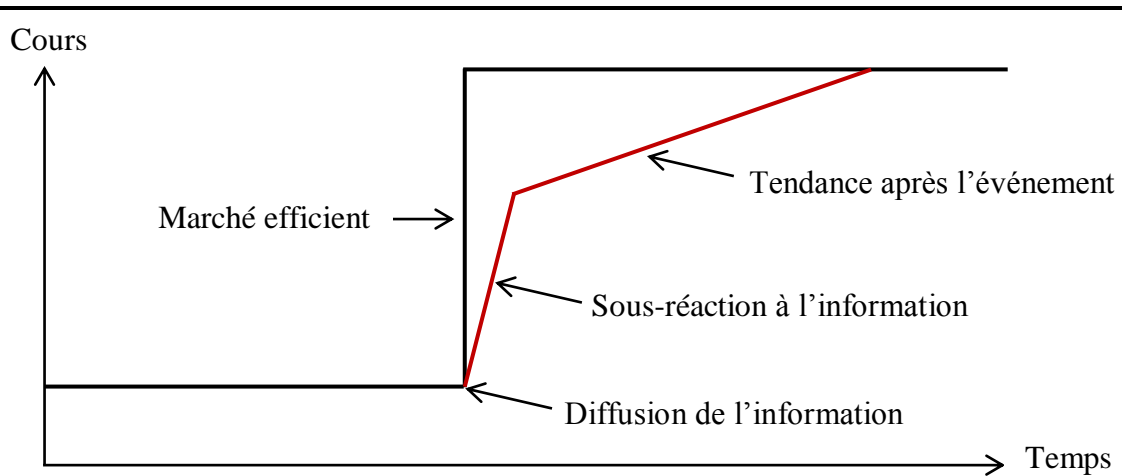 Cours
Tendance après l’événement
Marché efficient
Sous-réaction à l’information
Diffusion de l’information
Temps